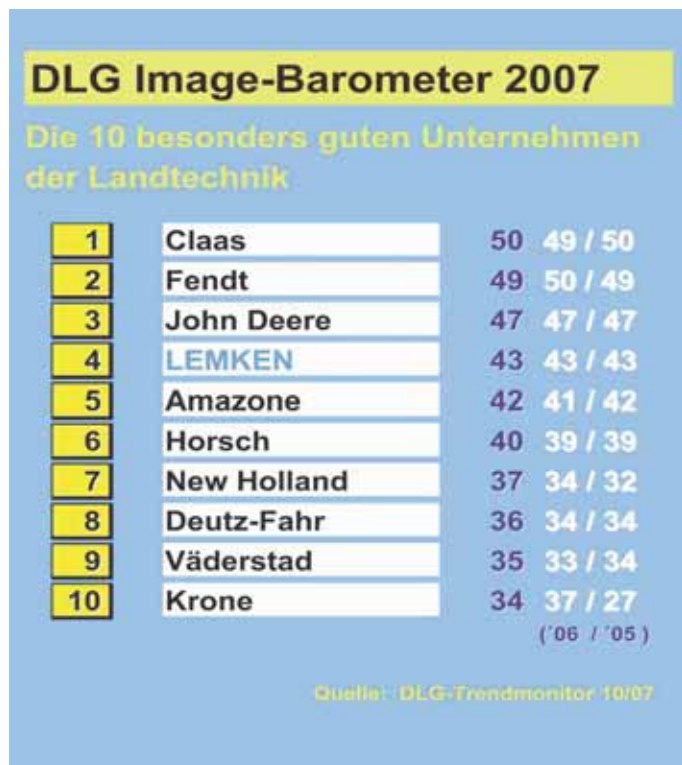 DLG Image-Barometer 2007
Die 10 besonders guten Unternehmen
der Landtechnik
1 Claas 50 49 / 50
2 Fendt 49 50 / 49
3 John Deere 47 47 / 47
4 LEMKEN 43 43 / 43
5 Amazone 42 41 / 42
6 Horsch 40 39 / 39
7 New Holland 37 34 / 32
8 Deutz-Fahr 36 34 / 34
9 Väderstad 35 33 / 34
10 Krone 34 37 / 27
(´06 / ´05 )
Quelle: DLG-Trendmonitor 10/07